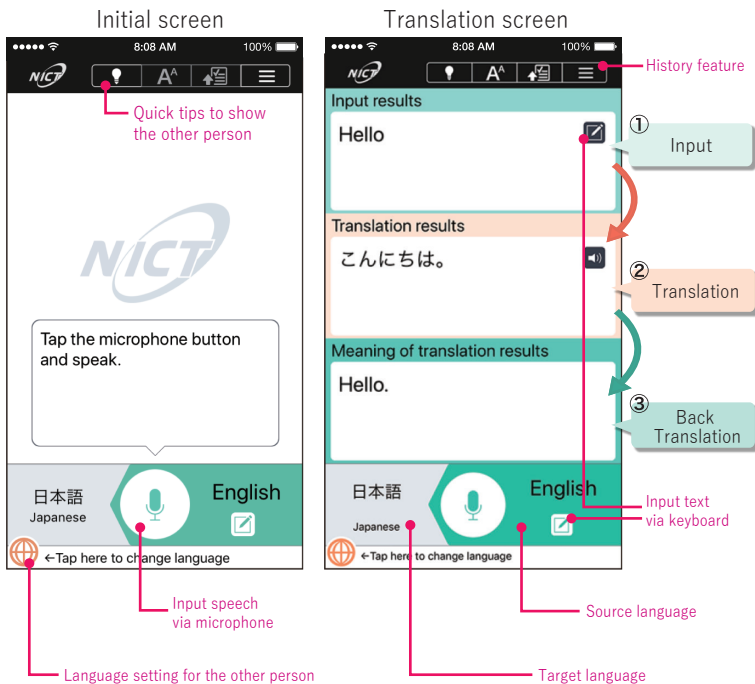 Initial screen
8:08 AM
100%
NICT
AA
Quick tips to show
the other person
NICT
Tap the microphone button
and speak.
日本語
Japanese
English
←Tap here to change language
Input speech
via microphone
Language setting for the other person
Translation screen
8:08 AM
100%
NICT
AA
History feature
Input results
Hello
① Input
Translation results
こんにちは。
② Translation
Meaning of translation results
Hello.
③ Back
Translation
日本語
Japanese
English
←Tap here to change language
Input text
via keyboard
Source language
Target language